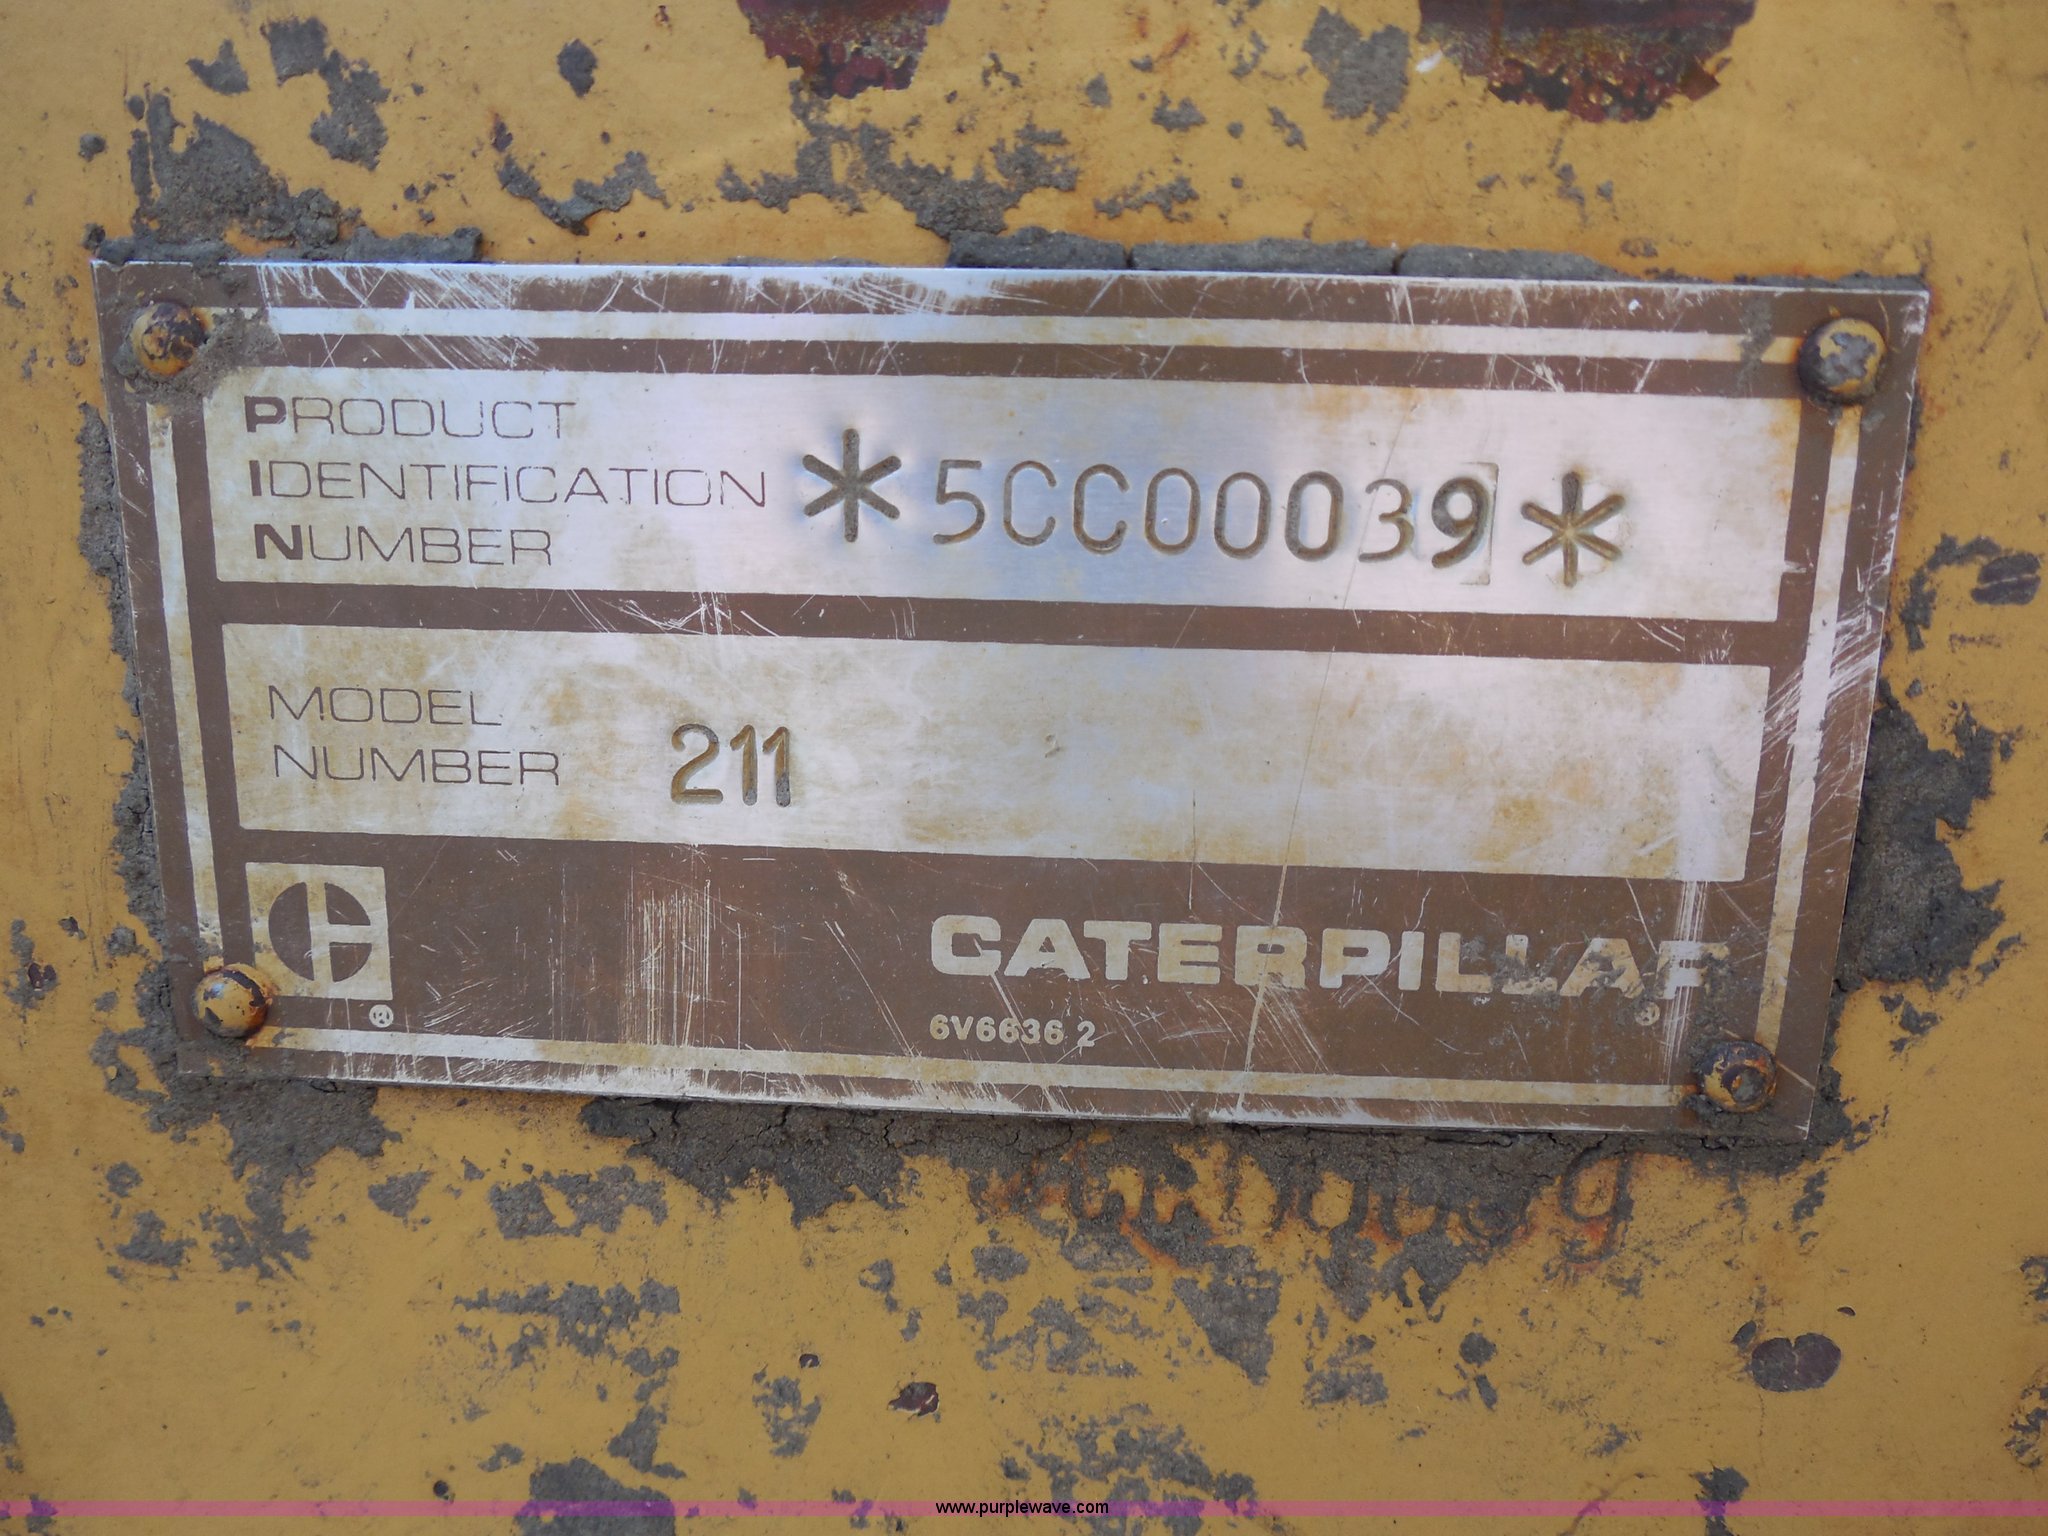 PRODUCT
IDENTIFICATION
NUMBER
*5CC00039*
MODEL
NUMBER
211
CATERPILLAR
®
®
6V6636 2
www.purplewave.com